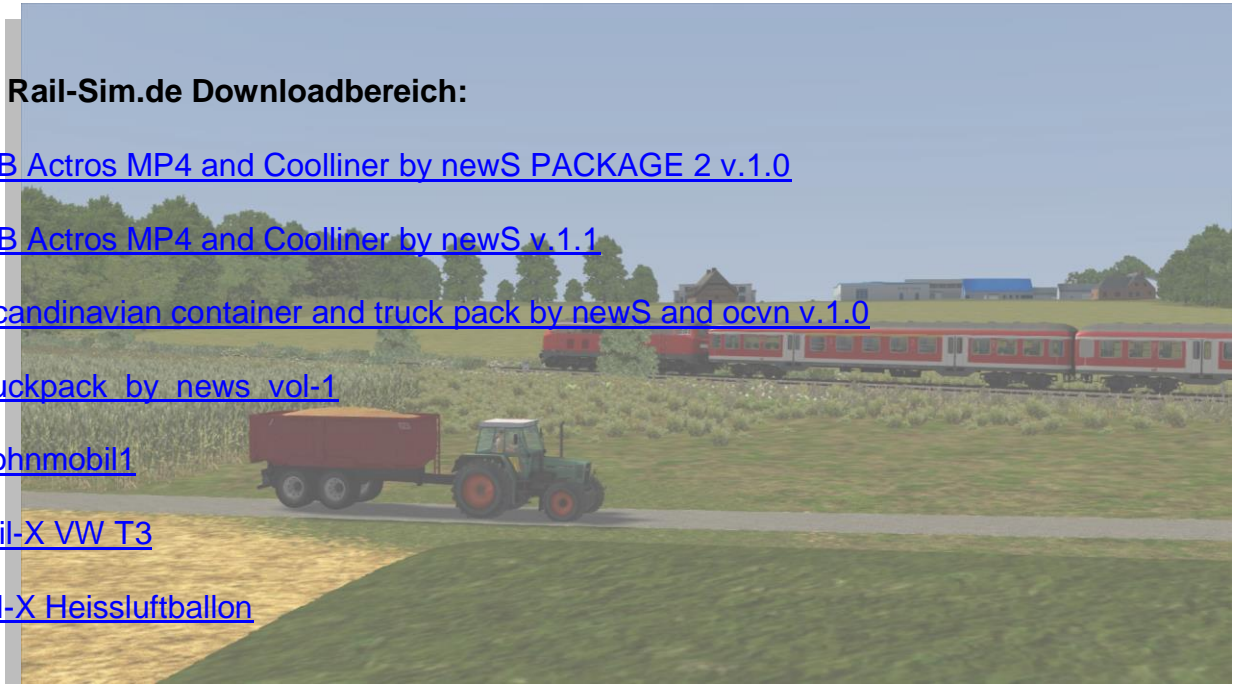 Rail-Sim.de Downloadbereich:
B Actros MP4 and Coolliner by newS PACKAGE 2 v.1.0
B Actros MP4 and Coolliner by newS v.1.1
candinavian container and truck pack by newS and ocvn v.1.0
uckpack_by_news_vol-1
ohnmobil1
il-X VW T3
l-X Heissluftballon